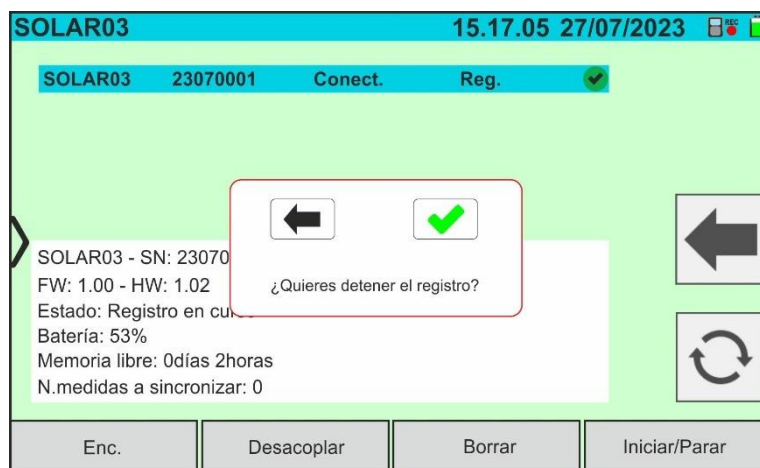 SOLAR03 15.17.05 27/07/2023 REC
SOLAR03 23070001 Conect. Reg.
¿Quieres detener el registro?
SOLAR03 - SN: 23070
FW: 1.00 - HW: 1.02
Estado: Registro en
Batería: 53%
Memoria libre: 0días 2horas
N.medidas a sincronizar: 0
Enc. Desacoplar Borrar Iniciar/Parar